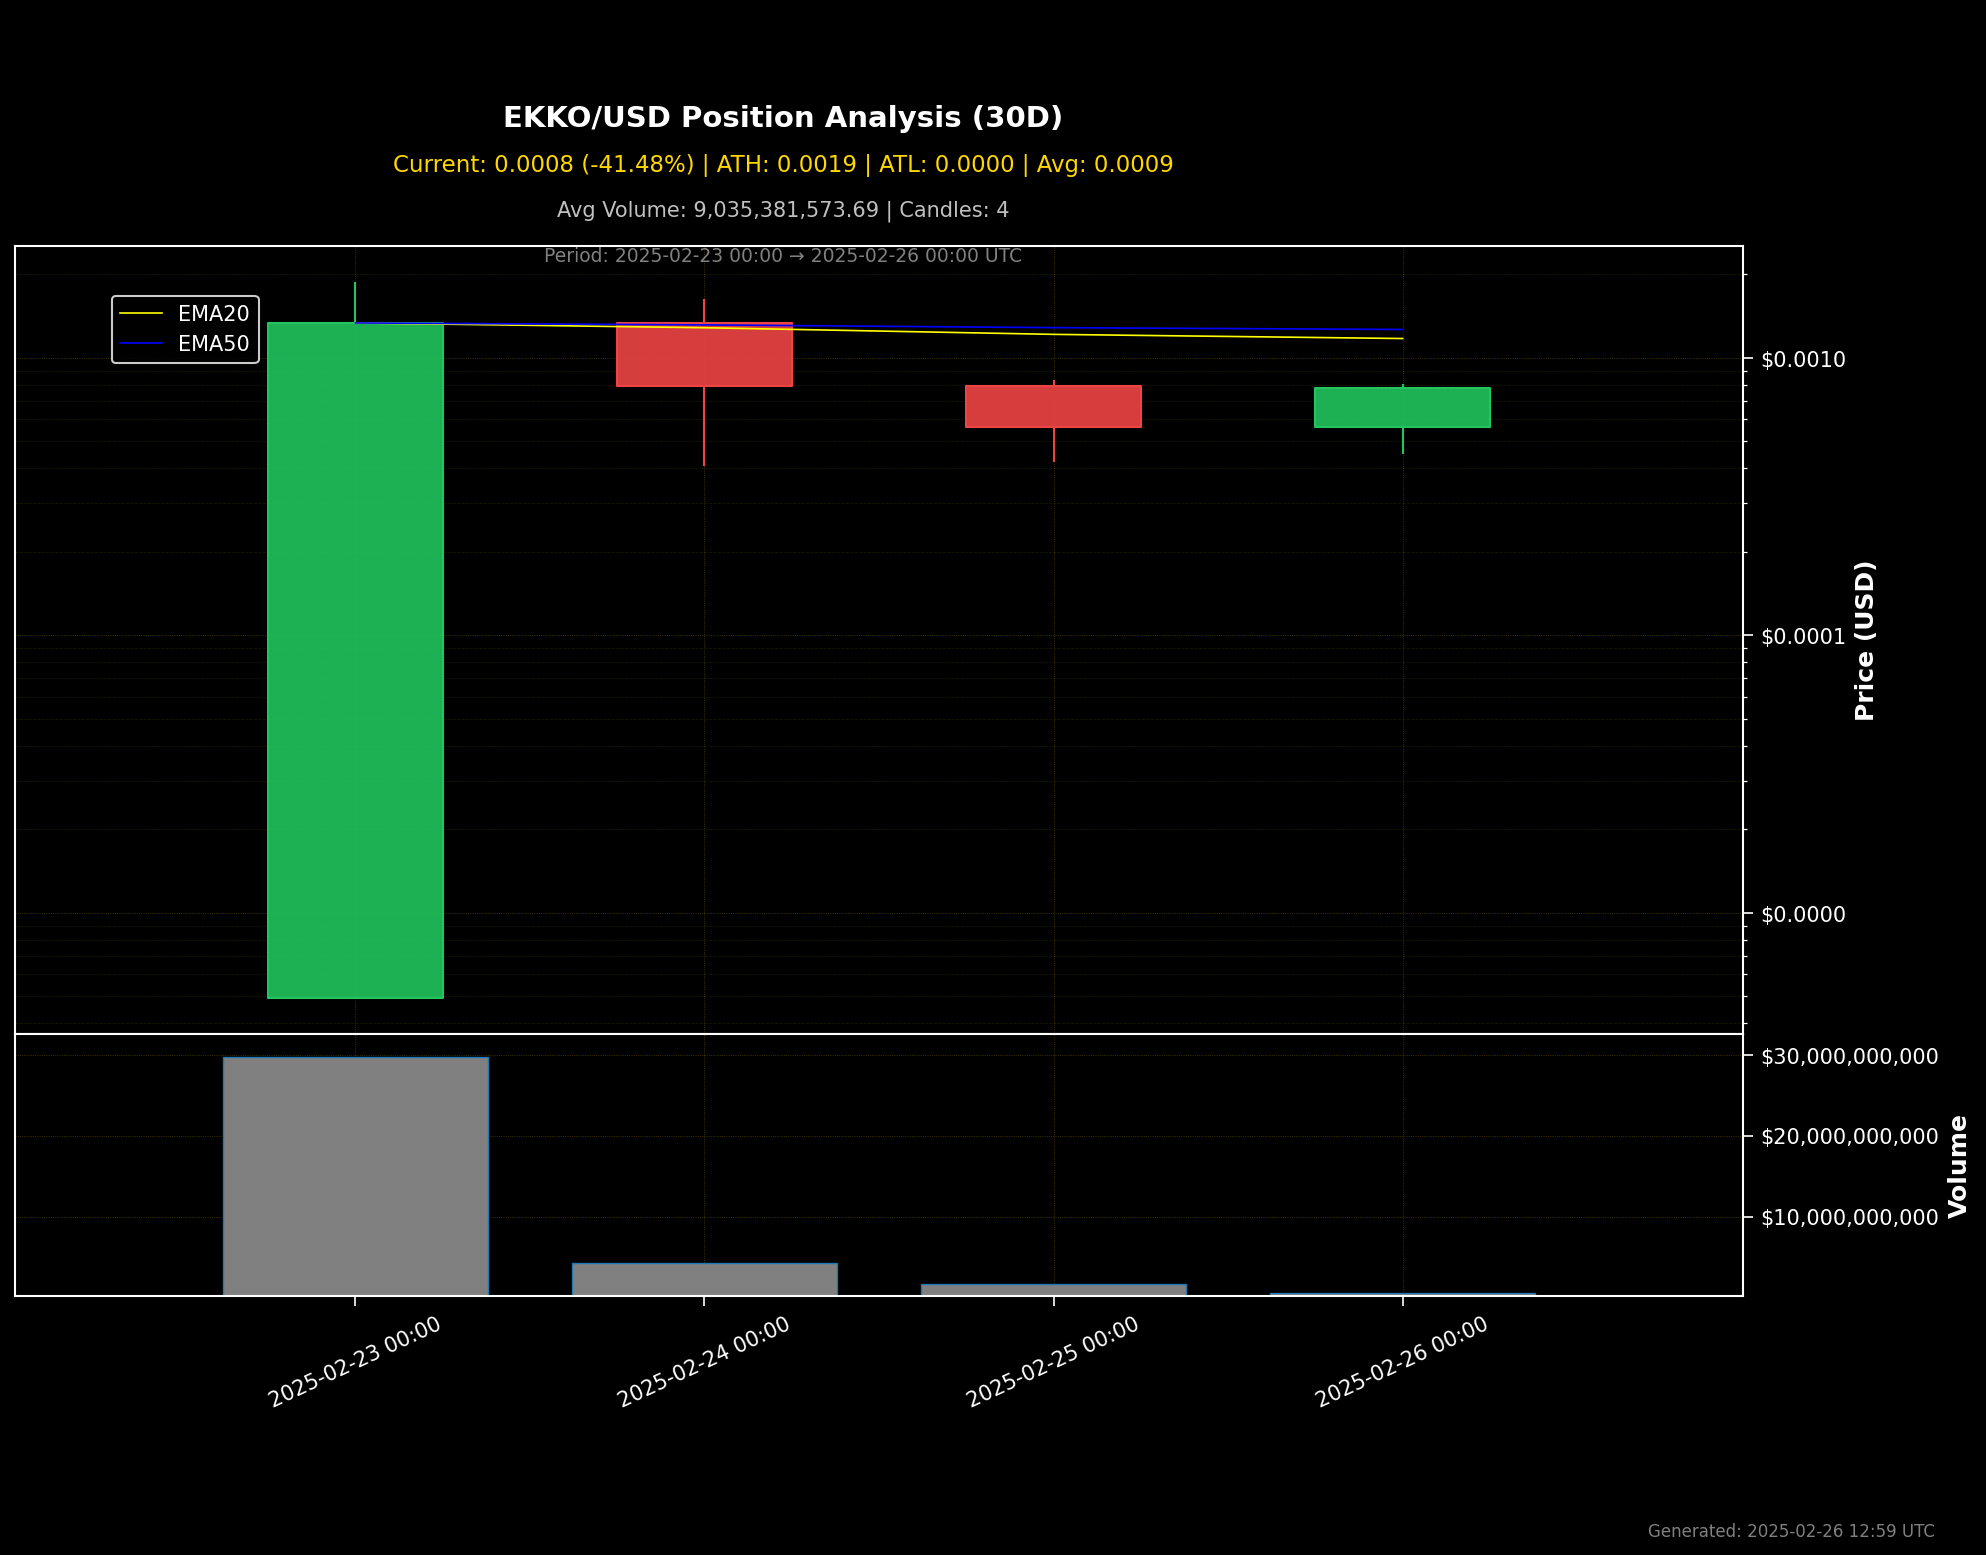 EKKO/USD Position Analysis (30D)
Current: 0.0008 (-41.48%) | ATH: 0.0019 | ATL: 0.0000 | Avg: 0.0009
Avg Volume: 9,035,381,573.69 | Candles: 4
Period: 2025-02-23 00:00 → 2025-02-26 00:00 UTC
EMA20
EMA50
$0.0010
$0.0001
$0.0000
Price (USD)
$30,000,000,000
$20,000,000,000
$10,000,000,000
Volume
2025-02-23 00:00
2025-02-24 00:00
2025-02-25 00:00
2025-02-26 00:00
Generated: 2025-02-26 12:59 UTC